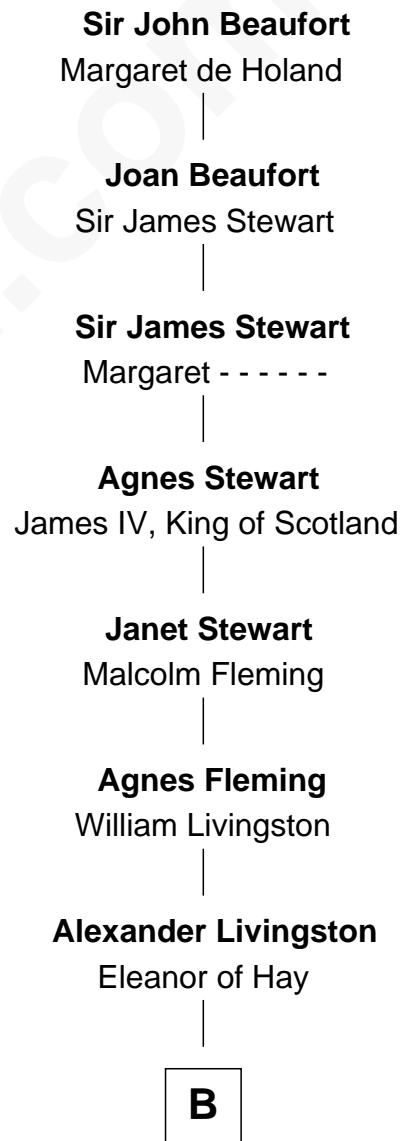 Sir John Beaufort
Margaret de Holand
Joan Beaufort
Sir James Stewart
Sir James Stewart
Margaret - - - - - -
Agnes Stewart
James IV, King of Scotland
Janet Stewart
Malcolm Fleming
Agnes Fleming
William Livingston
Alexander Livingston
Eleanor of Hay
B